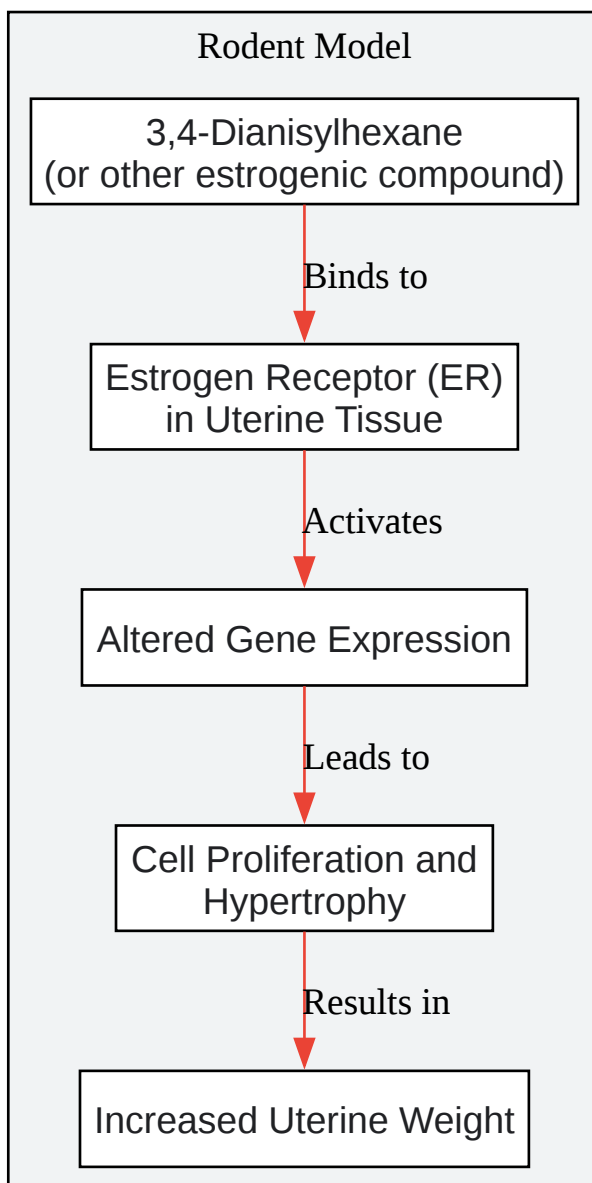 Rodent Model
3,4-Dianisylhexane
(or other estrogenic compound)
Binds to
Estrogen Receptor (ER)
in Uterine Tissue
Activates
Altered Gene Expression
Leads to
Cell Proliferation and
Hypertrophy
Results in
Increased Uterine Weight